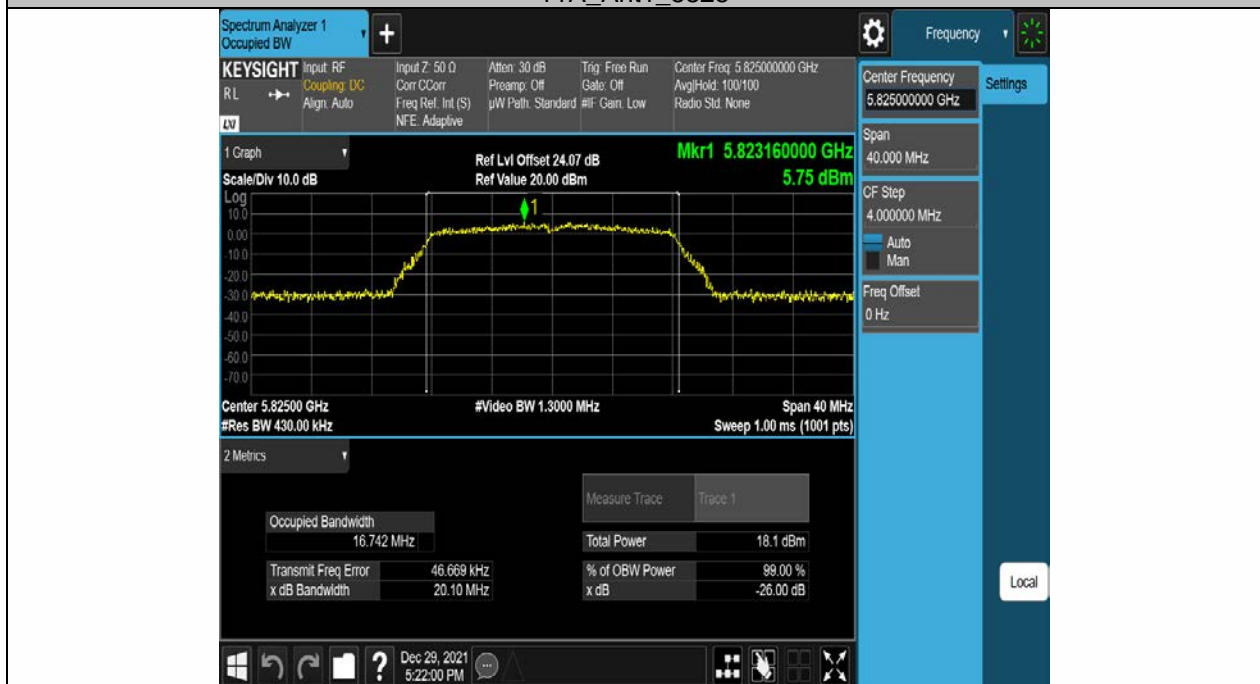 Spectrum Analyzer 1
Occupied BW
+
Frequency
KEYSIGHT
RL
LXI
Input: RF
Coupling: DC
Align: Auto
Input Z: 50 Ω
Corr CCorr
Freq Ref: Int (S)
NFE: Adaptive
Atten: 30 dB
Preamp: Off
µW Path: Standard
Trig: Free Run
Gate: Off
#IF Gain: Low
Center Freq: 5.825000000 GHz
Avg|Hold: 100/100
Radio Std: None
Center Frequency
5.825000000 GHz
Settings
Span
40.000 MHz
CF Step
4.000000 MHz
Auto
Man
Freq Offset
0 Hz
Local
1 Graph
Scale/Div 10.0 dB
Ref Lvl Offset 24.07 dB
Ref Value 20.00 dBm
Mkr1 5.823160000 GHz
5.75 dBm
Log
10.0
0.00
-10.0
-20.0
-30.0
-40.0
-50.0
-60.0
-70.0
1
Center 5.82500 GHz
#Res BW 430.00 kHz
#Video BW 1.3000 MHz
Span 40 MHz
Sweep 1.00 ms (1001 pts)
2 Metrics
Measure Trace Trace 1
Occupied Bandwidth
16.742 MHz
Total Power 18.1 dBm
Transmit Freq Error 46.669 kHz
% of OBW Power 99.00 %
x dB Bandwidth 20.10 MHz
x dB -26.00 dB
?
Dec 29, 2021
5:22:00 PM